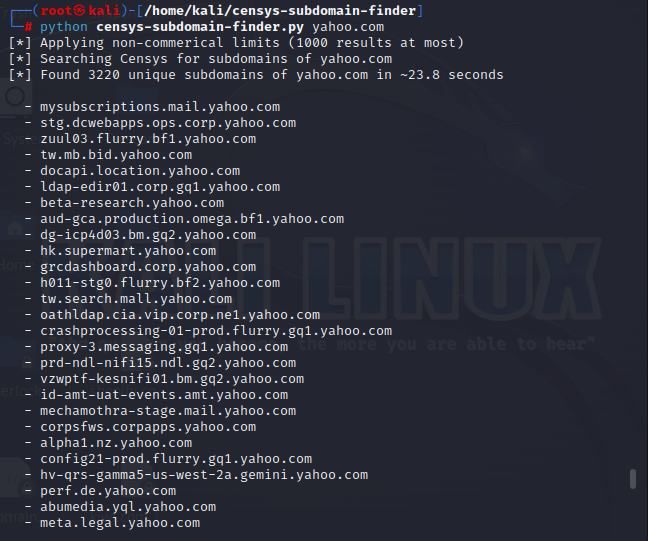 ┌──(root㉿kali)-[/home/kali/censys-subdomain-finder]
└─# python censys-subdomain-finder.py yahoo.com
[*] Applying non-commerical limits (1000 results at most)
[*] Searching Censys for subdomains of yahoo.com
[*] Found 3220 unique subdomains of yahoo.com in ~23.8 seconds
- mysubscriptions.mail.yahoo.com
- stg.dcwebapps.ops.corp.yahoo.com
- zuul03.flurry.bf1.yahoo.com
- tw.mb.bid.yahoo.com
- docapi.location.yahoo.com
- ldap-edir01.corp.gq1.yahoo.com
- beta-research.yahoo.com
- aud-gca.production.omega.bf1.yahoo.com
- dg-icp4d03.bm.gq2.yahoo.com
- hk.supermart.yahoo.com
- grcdashboard.corp.yahoo.com
- h011-stg0.flurry.bf2.yahoo.com
- tw.search.mall.yahoo.com
- oathldap.cia.vip.corp.ne1.yahoo.com
- crashprocessing-01-prod.flurry.gq1.yahoo.com
- proxy-3.messaging.gq1.yahoo.com
- prd-ndl-nifi15.ndl.gq2.yahoo.com
- vzwptf-kesnifi01.bm.gq2.yahoo.com
- id-amt-uat-events.amt.yahoo.com
- mechamothra-stage.mail.yahoo.com
- corpsfws.corpapps.yahoo.com
- alpha1.nz.yahoo.com
- config21-prod.flurry.gq1.yahoo.com
- hv-qrs-gamma5-us-west-2a.gemini.yahoo.com
- perf.de.yahoo.com
- abumedia.yql.yahoo.com
- meta.legal.yahoo.com
LINUX
the more you are able to hear"